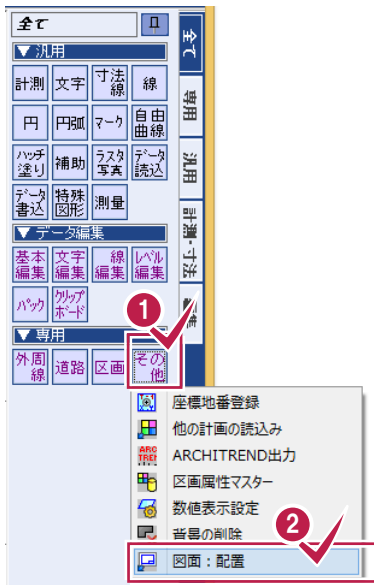 全て
▼ 汎用
計測 文字 寸法線 線
円 円弧 マーク 自由曲線
ハッチ塗り 補助 ラスタ写真 データ読込
データ書込 特殊図形 測量
▼ データ編集
基本編集 文字編集 線編集 レベル編集
パック クリップボード
▼ 専用
外周線 道路 区画 その他
全て
専用
汎用
計測・寸法
1
座標地番登録
他の計画の読込み
ARCHITREND出力
区画属性マスター
数値表示設定
背景の削除
2
図面：配置